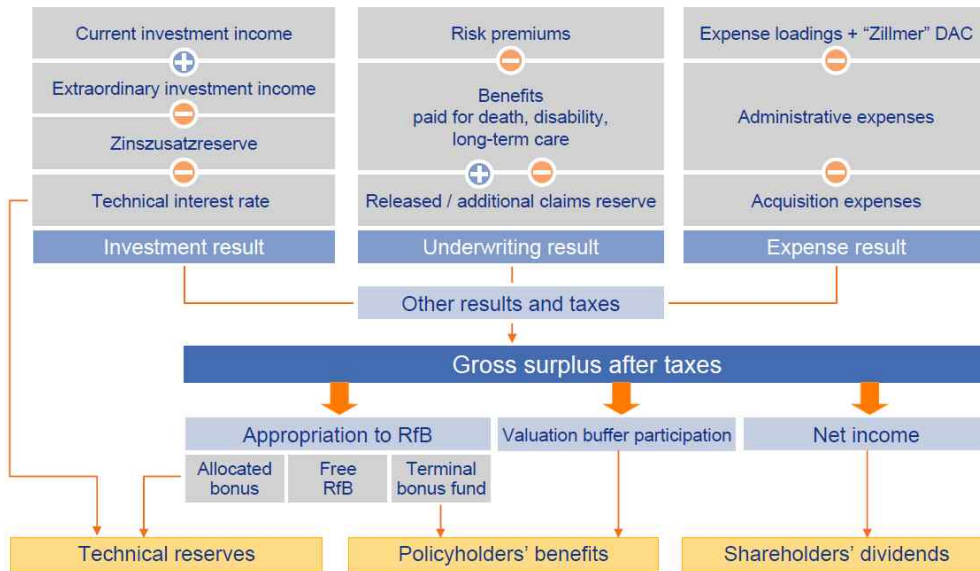 Current investment income
Extraordinary investment income
Zinszusatzreserve
Technical interest rate
Investment result
Risk premiums
Benefits
paid for death, disability,
long-term care
Released / additional claims reserve
Underwriting result
Expense loadings + “Zillmer” DAC
Administrative expenses
Acquisition expenses
Expense result
Other results and taxes
Gross surplus after taxes
Appropriation to RfB
Valuation buffer participation
Net income
Allocated
bonus
Free
RfB
Terminal
bonus fund
Technical reserves
Policyholders’ benefits
Shareholders’ dividends